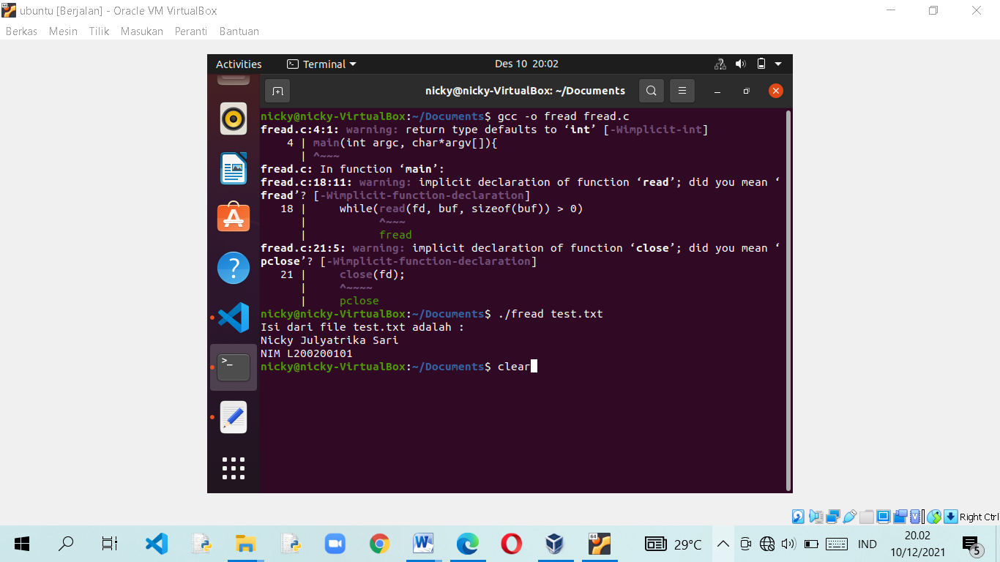 ubuntu [Berjalan] - Oracle VM VirtualBox
Berkas Mesin Tilik Masukan Peranti Bantuan
Activities Terminal Des 10 20:02
nicky@nicky-VirtualBox: ~/Documents
nicky@nicky-VirtualBox:~/Documents$ gcc -o fread fread.c
fread.c:4:1: warning: return type defaults to ‘int’ [-Wimplicit-int]
    4 | main(int argc, char*argv[]){
      | ^~~~
fread.c: In function ‘main’:
fread.c:18:11: warning: implicit declaration of function ‘read’; did you mean ‘
fread’? [-Wimplicit-function-declaration]
   18 |     while(read(fd, buf, sizeof(buf)) > 0)
      |           ^~~~
      |           fread
fread.c:21:5: warning: implicit declaration of function ‘close’; did you mean ‘
pclose’? [-Wimplicit-function-declaration]
   21 |     close(fd);
      |     ^~~~~
      |     pclose
nicky@nicky-VirtualBox:~/Documents$ ./fread test.txt
Isi dari file test.txt adalah :
Nicky Julyatrika Sari
NIM L200200101
nicky@nicky-VirtualBox:~/Documents$ clear
Right Ctrl
29°C IND 20.02
10/12/2021 5